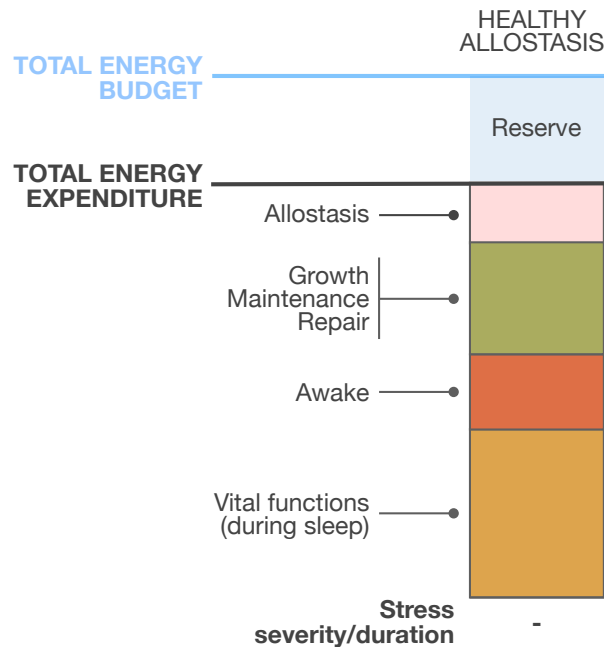 HEALTHY
ALLOSTASIS
TOTAL ENERGY
BUDGET
Reserve
TOTAL ENERGY
EXPENDITURE
Allostasis
Growth
Maintenance
Repair
Awake
Vital functions
(during sleep)
Stress
severity/duration
-